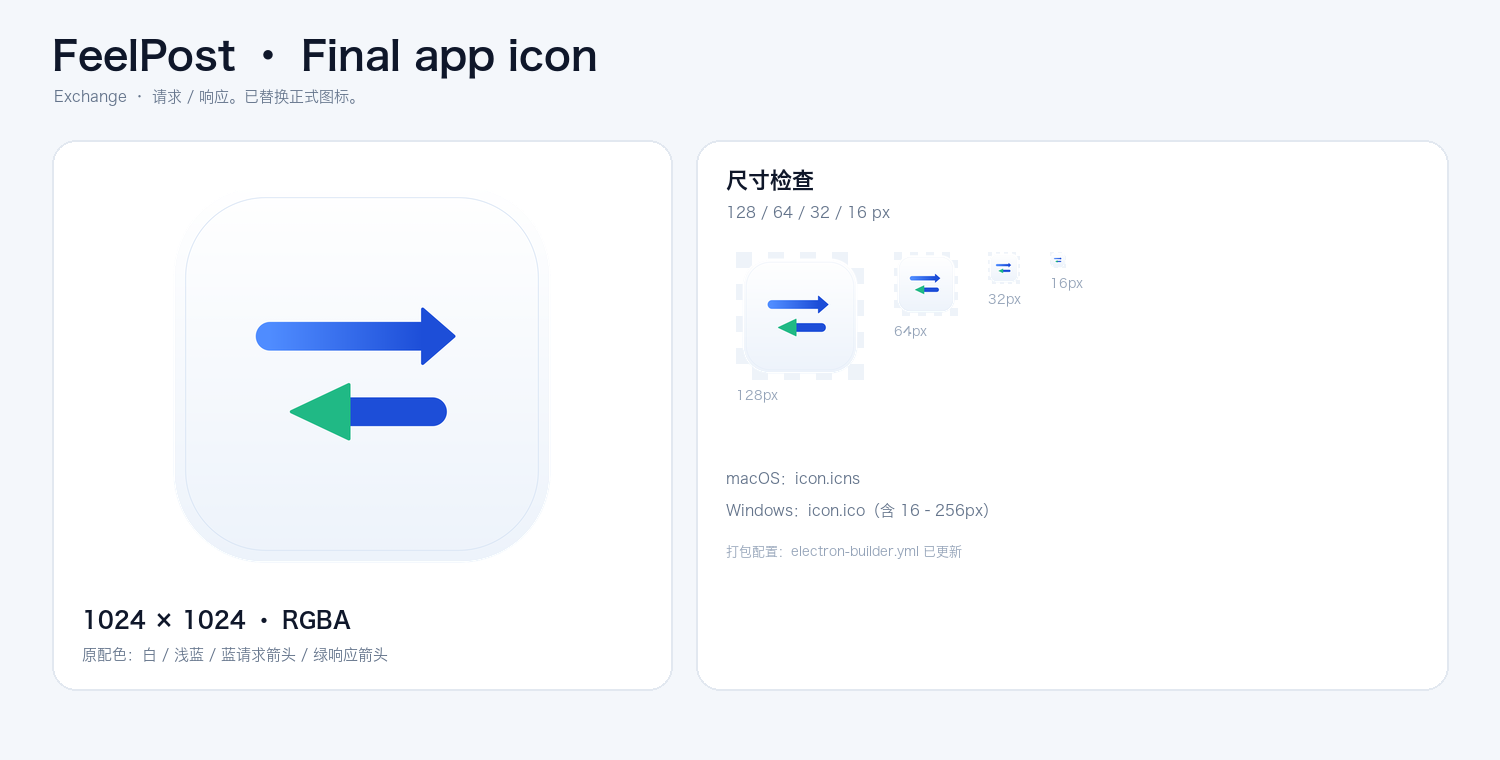 FeelPost · Final app icon
Exchange · 请求 / 响应。已替换正式图标。
1024 × 1024 · RGBA
原配色：白 / 浅蓝 / 蓝请求箭头 / 绿响应箭头
尺寸检查
128 / 64 / 32 / 16 px
128px
64px
32px
16px
macOS：icon.icns
Windows：icon.ico（含 16 - 256px）
打包配置：electron-builder.yml 已更新